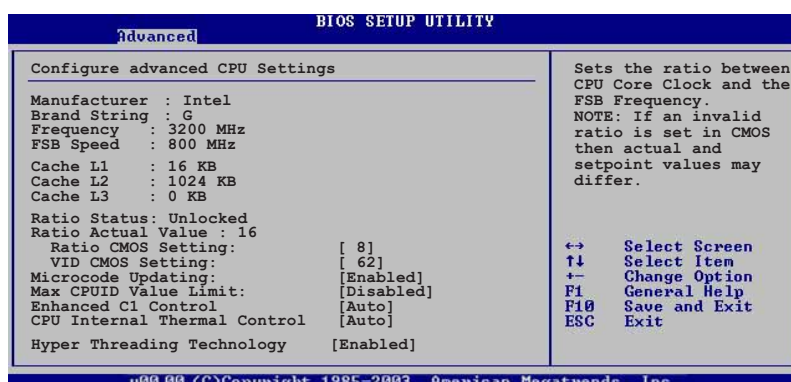 BIOS SETUP UTILITY
Advanced
Configure advanced CPU Settings
Manufacturer : Intel
Brand String : G
Frequency : 3200 MHz
FSB Speed : 800 MHz
Cache L1 : 16 KB
Cache L2 : 1024 KB
Cache L3 : 0 KB
Ratio Status: Unlocked
Ratio Actual Value : 16
Ratio CMOS Setting: [ 8]
VID CMOS Setting: [ 62]
Microcode Updating: [Enabled]
Max CPUID Value Limit: [Disabled]
Enhanced C1 Control [Auto]
CPU Internal Thermal Control [Auto]
Hyper Threading Technology [Enabled]
Sets the ratio between
CPU Core Clock and the
FSB Frequency.
NOTE: If an invalid
ratio is set in CMOS
then actual and
setpoint values may
differ.
↔ Select Screen
↑↓ Select Item
+- Change Option
F1 General Help
F10 Save and Exit
ESC Exit
v00.00 (C)Copyright 1985-2003, American Megatrends, Inc.